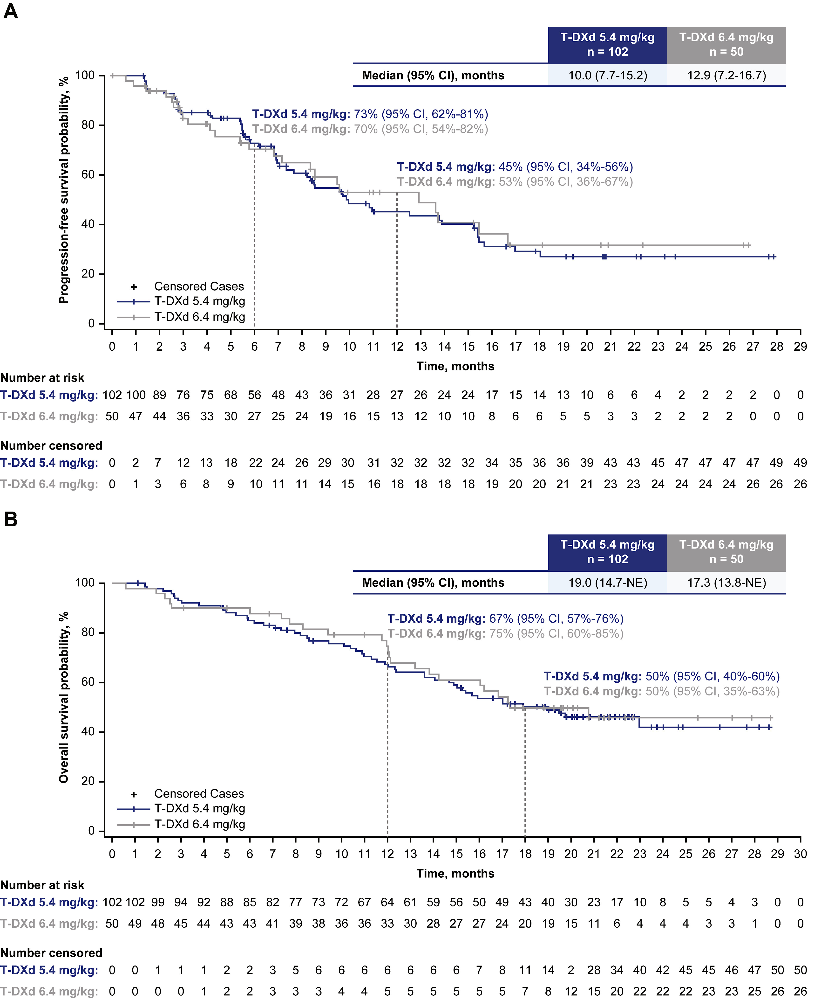 A
T-DXd 5.4 mg/kg T-DXd 6.4 mg/kg
n = 102 n = 50
Median (95% CI), months 10.0 (7.7-15.2) 12.9 (7.2-16.7)
Progression-free survival probability, %
100
80
60
40
20
0
T-DXd 5.4 mg/kg: 73% (95% CI, 62%-81%)
T-DXd 6.4 mg/kg: 70% (95% CI, 54%-82%)
T-DXd 5.4 mg/kg: 45% (95% CI, 34%-56%)
T-DXd 6.4 mg/kg: 53% (95% CI, 36%-67%)
Censored Cases
T-DXd 5.4 mg/kg
T-DXd 6.4 mg/kg
0 1 2 3 4 5 6 7 8 9 10 11 12 13 14 15 16 17 18 19 20 21 22 23 24 25 26 27 28 29
Time, months
Number at risk
T-DXd 5.4 mg/kg: 102 100 89 76 75 68 56 48 43 36 31 28 27 26 24 24 17 15 14 13 10 6 6 4 2 2 2 2 0 0
T-DXd 6.4 mg/kg: 50 47 44 36 33 30 27 25 24 19 16 15 13 12 10 10 8 6 6 5 5 3 3 2 2 2 2 0 0 0
Number censored
T-DXd 5.4 mg/kg: 0 2 7 12 13 18 22 24 26 29 30 31 32 32 32 32 34 35 36 36 39 43 43 45 47 47 47 47 49 49
T-DXd 6.4 mg/kg: 0 1 3 6 8 9 10 11 11 14 15 16 18 18 18 18 19 20 20 21 21 23 23 24 24 24 24 26 26 26
B
T-DXd 5.4 mg/kg T-DXd 6.4 mg/kg
n = 102 n = 50
Median (95% CI), months 19.0 (14.7-NE) 17.3 (13.8-NE)
Overall survival probability, %
100
80
60
40
20
0
T-DXd 5.4 mg/kg: 67% (95% CI, 57%-76%)
T-DXd 6.4 mg/kg: 75% (95% CI, 60%-85%)
T-DXd 5.4 mg/kg: 50% (95% CI, 40%-60%)
T-DXd 6.4 mg/kg: 50% (95% CI, 35%-63%)
Censored Cases
T-DXd 5.4 mg/kg
T-DXd 6.4 mg/kg
0 1 2 3 4 5 6 7 8 9 10 11 12 13 14 15 16 17 18 19 20 21 22 23 24 25 26 27 28 29 30
Time, months
Number at risk
T-DXd 5.4 mg/kg: 102 102 99 94 92 88 85 82 77 73 72 67 64 61 59 56 50 49 43 40 30 23 17 10 8 5 5 4 3 0 0
T-DXd 6.4 mg/kg: 50 49 48 45 44 43 43 41 39 38 36 36 33 30 28 27 27 24 20 19 15 11 6 4 4 4 3 3 1 0 0
Number censored
T-DXd 5.4 mg/kg: 0 0 1 1 1 2 2 3 5 6 6 6 6 6 6 6 7 8 11 14 2 28 34 40 42 45 45 46 47 50 50
T-DXd 6.4 mg/kg: 0 0 0 0 1 2 2 3 3 3 4 4 5 5 5 5 5 5 7 8 12 15 20 22 22 22 23 23 25 26 26